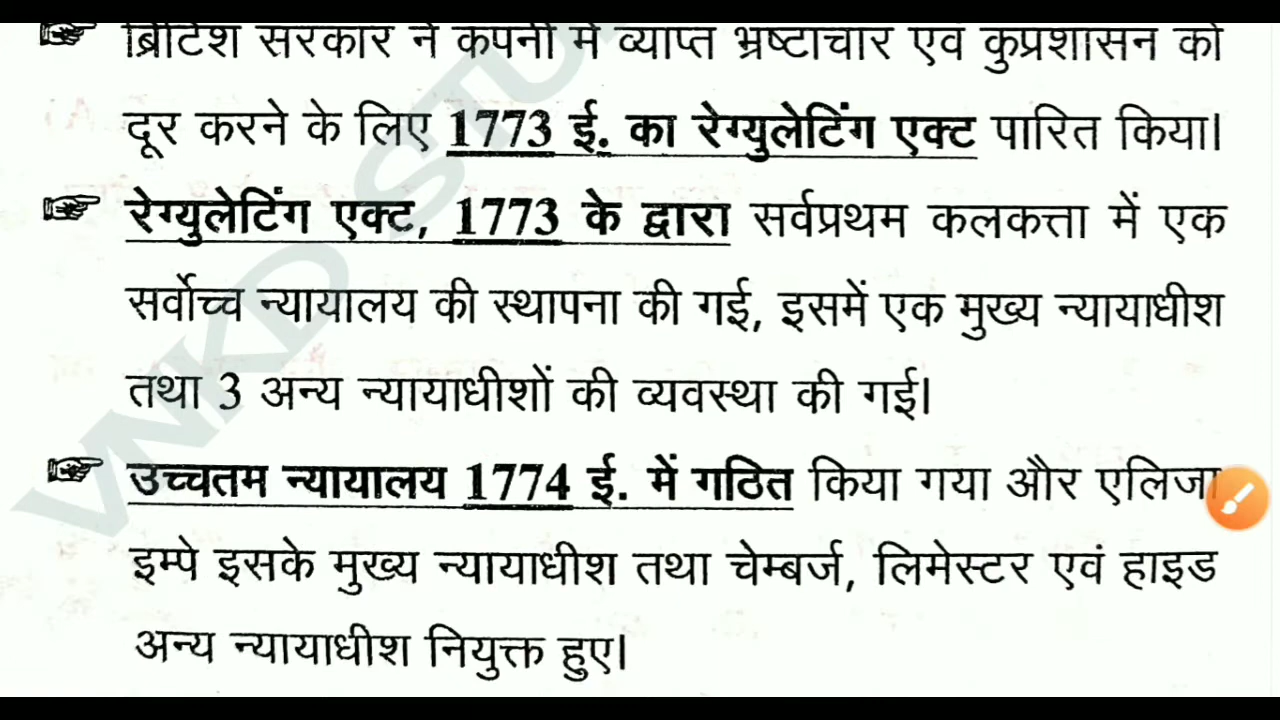 ब्रिटिश सरकार ने कंपनी में व्याप्त भ्रष्टाचार एवं कुप्रशासन को
दूर करने के लिए 1773 ई. का रेग्युलेटिंग एक्ट पारित किया।
रेग्युलेटिंग एक्ट, 1773 के द्वारा सर्वप्रथम कलकत्ता में एक
सर्वोच्च न्यायालय की स्थापना की गई, इसमें एक मुख्य न्यायाधीश
तथा 3 अन्य न्यायाधीशों की व्यवस्था की गई।
उच्चतम न्यायालय 1774 ई. में गठित किया गया और एलिजा
इम्पे इसके मुख्य न्यायाधीश तथा चेम्बर्ज, लिमेस्टर एवं हाइड
अन्य न्यायाधीश नियुक्त हुए।
VNKD